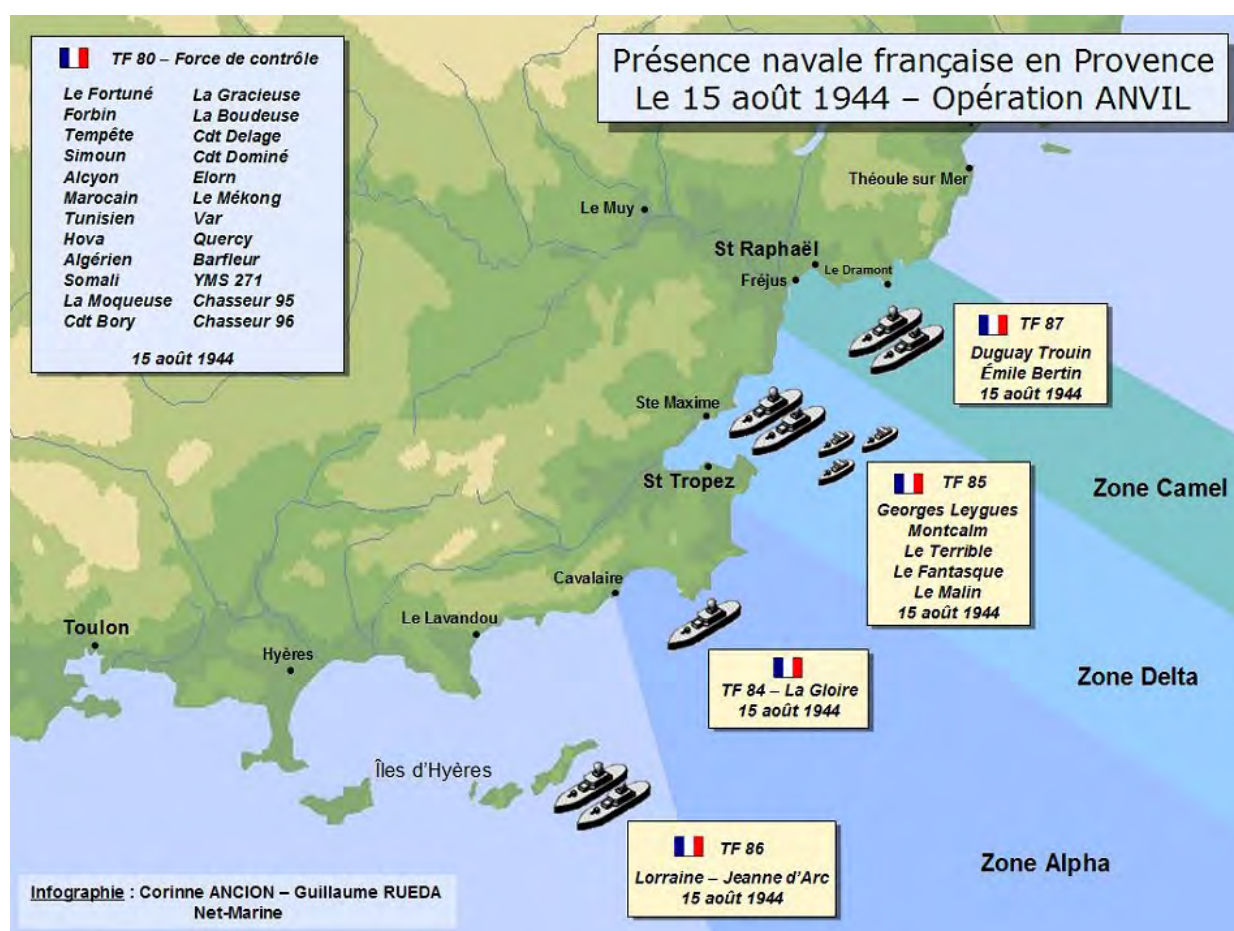 TF 80 – Force de contrôle
Le Fortuné
Forbin
Tempête
Simoun
Alcyon
Marocain
Tunisien
Hova
Algérien
Somali
La Moqueuse
Cdt Bory
La Gracieuse
La Boudeuse
Cdt Delage
Cdt Dominé
Elorn
Le Mékong
Var
Quercy
Barfleur
YMS 271
Chasseur 95
Chasseur 96
15 août 1944
Présence navale française en Provence
Le 15 août 1944 – Opération ANVIL
Théoule sur Mer
Le Muy
St Raphaël
Le Dramont
Fréjus
TF 87
Duguay Trouin
Émile Bertin
15 août 1944
Ste Maxime
St Tropez
TF 85
Georges Leygues
Montcalm
Le Terrible
Le Fantasque
Le Malin
15 août 1944
Zone Camel
Cavalaire
Le Lavandou
Toulon
Hyères
TF 84 – La Gloire
15 août 1944
Zone Delta
Îles d'Hyères
TF 86
Lorraine – Jeanne d'Arc
15 août 1944
Zone Alpha
Infographie : Corinne ANCION – Guillaume RUEDA
Net-Marine